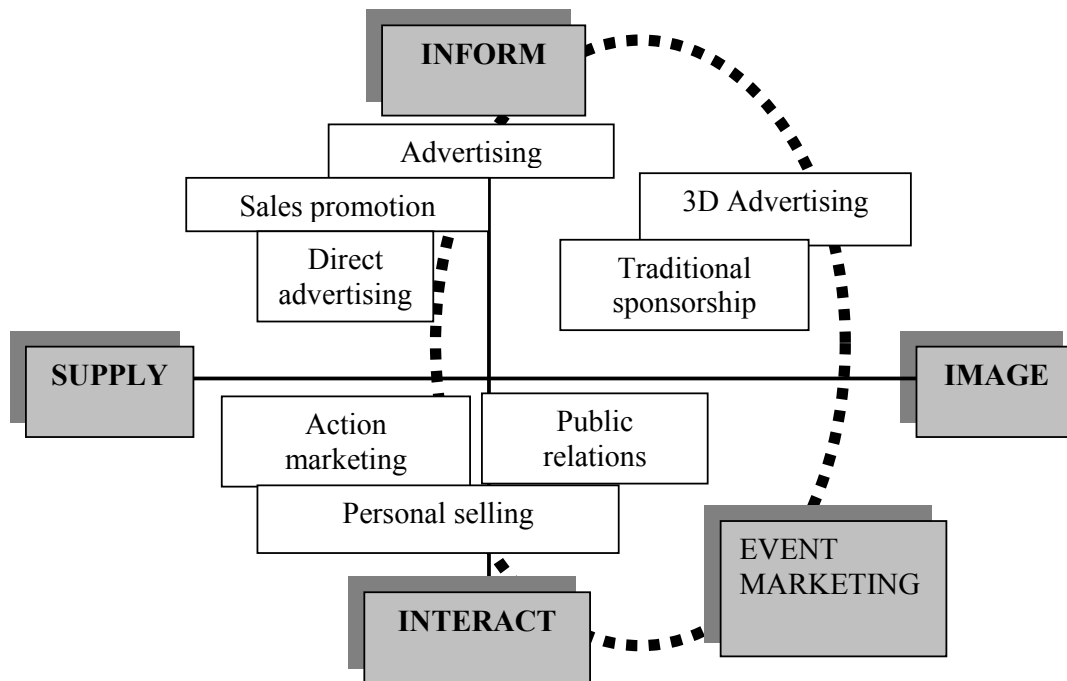 INFORM
Advertising
Sales promotion
3D Advertising
Direct
advertising
Traditional
sponsorship
SUPPLY
IMAGE
Action
marketing
Public
relations
Personal selling
EVENT
MARKETING
INTERACT